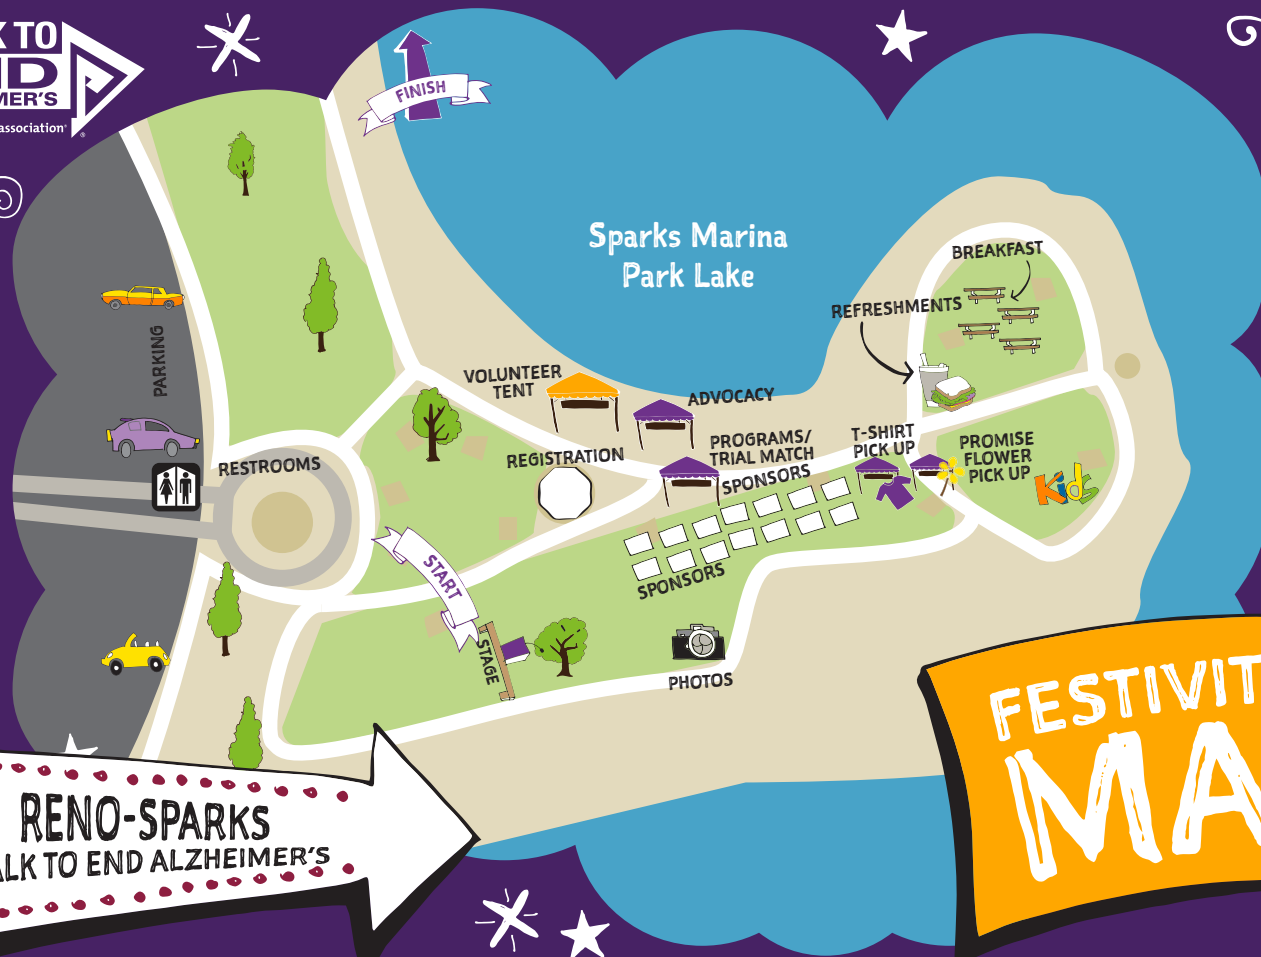 K TO
ND
MER'S
association®
FINISH
Sparks Marina
Park Lake
BREAKFAST
REFRESHMENTS
PARKING
VOLUNTEER
TENT
ADVOCACY
PROGRAMS/
TRIAL MATCH
SPONSORS
T-SHIRT
PICK UP
PROMISE
FLOWER
PICK UP
Kids
REGISTRATION
RESTROOMS
START
SPONSORS
STAGE
PHOTOS
RENO-SPARKS
ALK TO END ALZHEIMER'S
FESTIVIT
MA